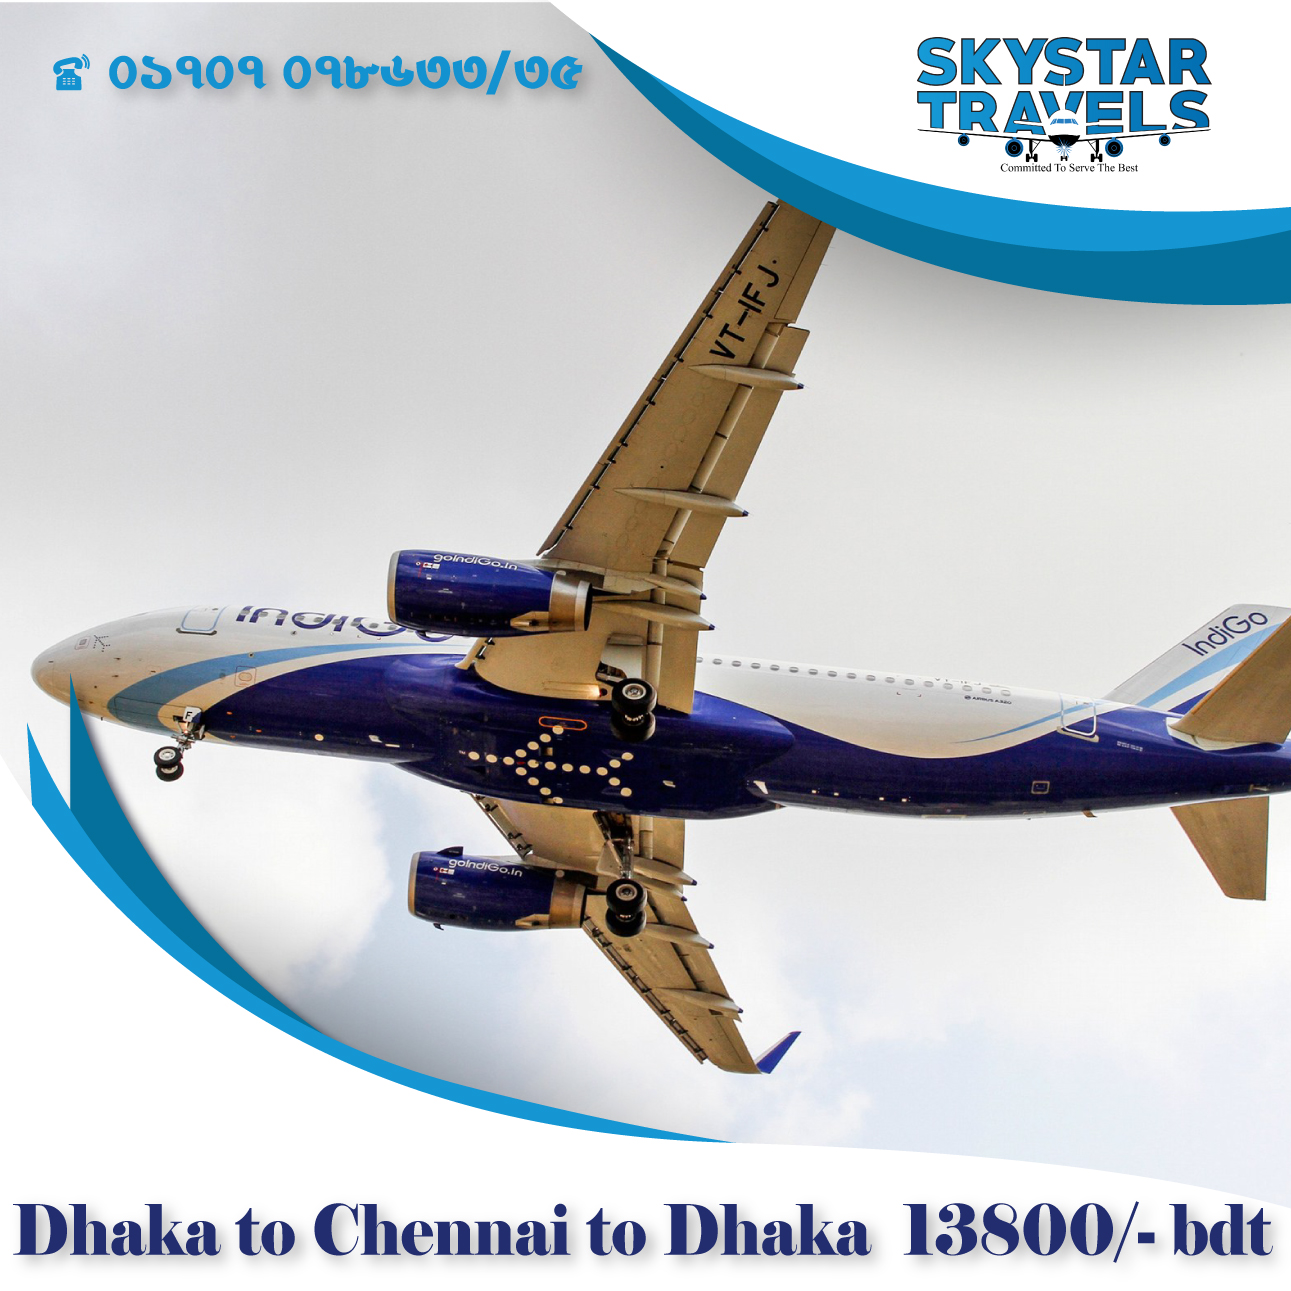 ০১৭০৭ ০৭৮৬৩৩/৩৫
SKYSTAR
TRAVELS
Committed To Serve The Best
VT-IFJ
goIndiGo.in
IndiGo
IndiGo
goIndiGo.in
Dhaka to Chennai to Dhaka 13800/- bdt